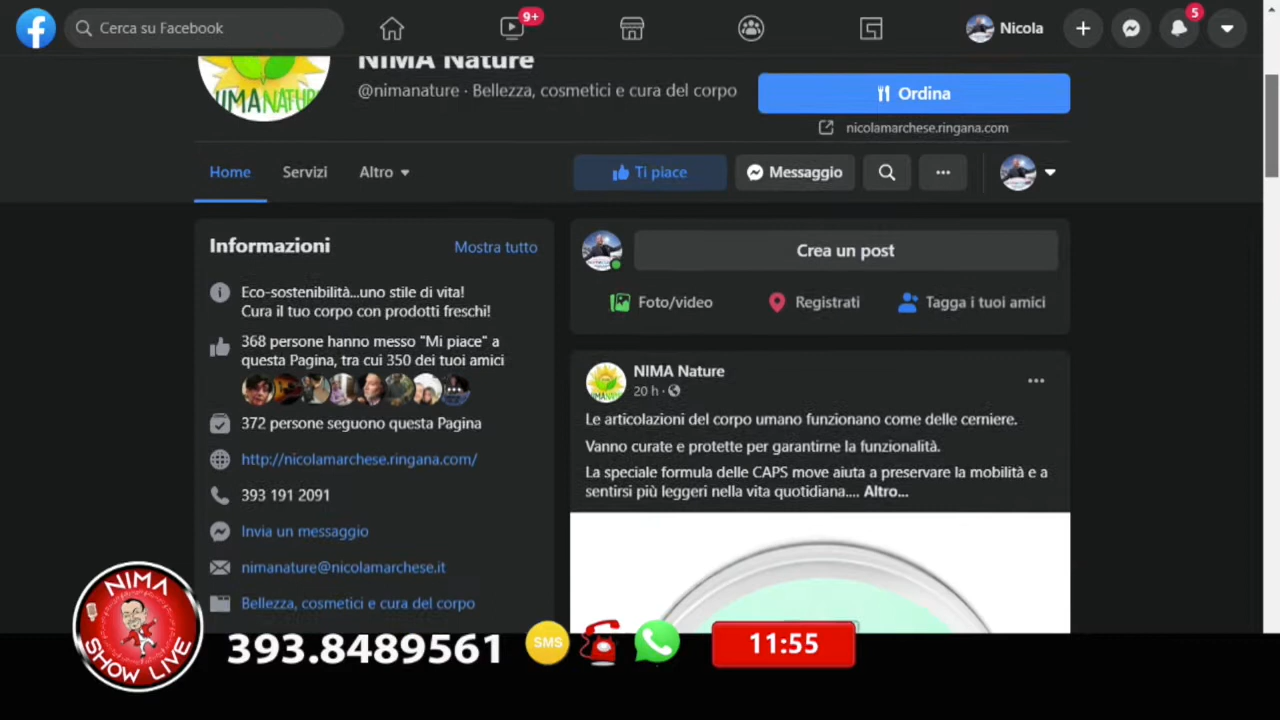 Cerca su Facebook
9+
Nicola
5
NIMA Nature
@nimanature · Bellezza, cosmetici e cura del corpo
Ordina
nicolamarchese.ringana.com
Home
Servizi
Altro
Ti piace
Messaggio
Informazioni
Mostra tutto
Eco-sostenibilità...uno stile di vita!
Cura il tuo corpo con prodotti freschi!
368 persone hanno messo "Mi piace" a
questa Pagina, tra cui 350 dei tuoi amici
372 persone seguono questa Pagina
http://nicolamarchese.ringana.com/
393 191 2091
Invia un messaggio
nimanature@nicolamarchese.it
Bellezza, cosmetici e cura del corpo
Crea un post
Foto/video
Registrati
Tagga i tuoi amici
NIMA Nature
20 h ·
Le articolazioni del corpo umano funzionano come delle cerniere.
Vanno curate e protette per garantirne la funzionalità.
La speciale formula delle CAPS move aiuta a preservare la mobilità e a
sentirsi più leggeri nella vita quotidiana.... Altro...
NIMA
SHOW LIVE
393.8489561
SMS
11:55